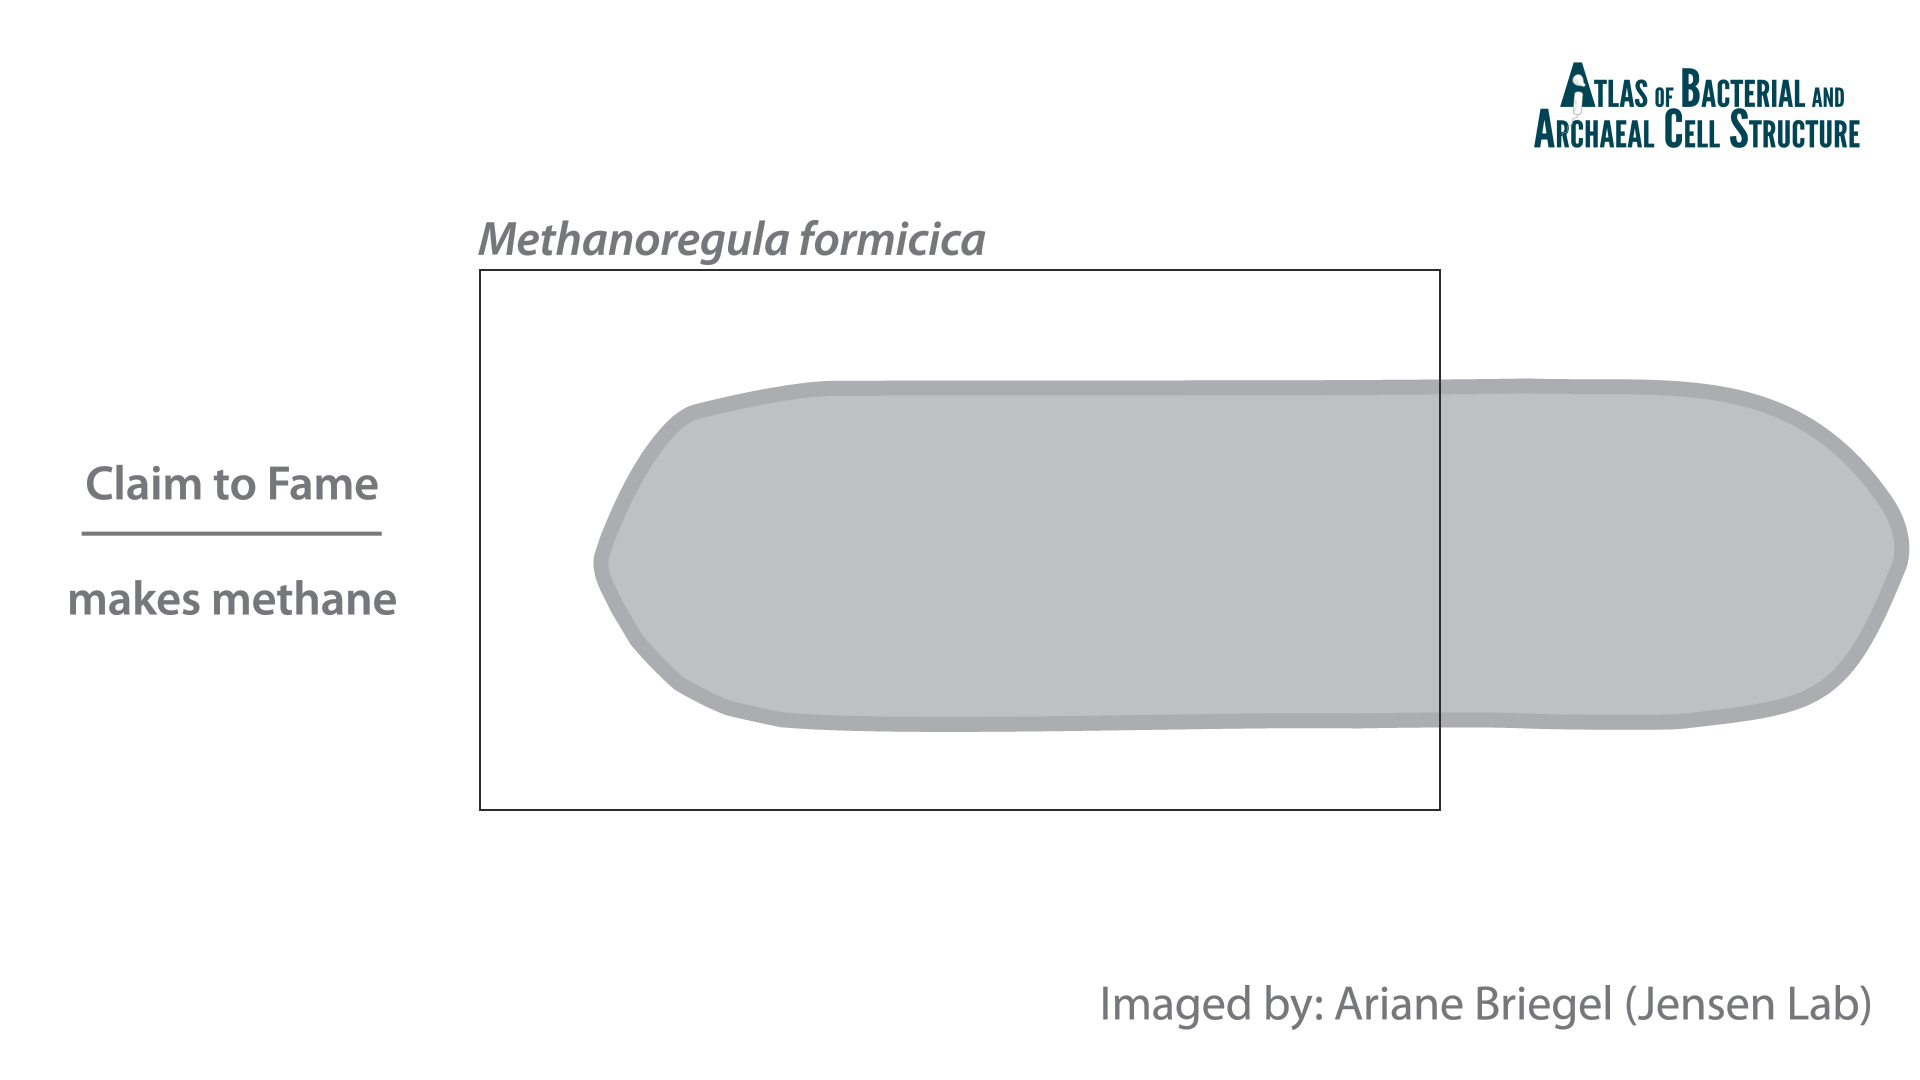 ATLAS OF BACTERIAL AND
ARCHAEAL CELL STRUCTURE
Methanoregula formicica
Claim to Fame
makes methane
Imaged by: Ariane Briegel (Jensen Lab)